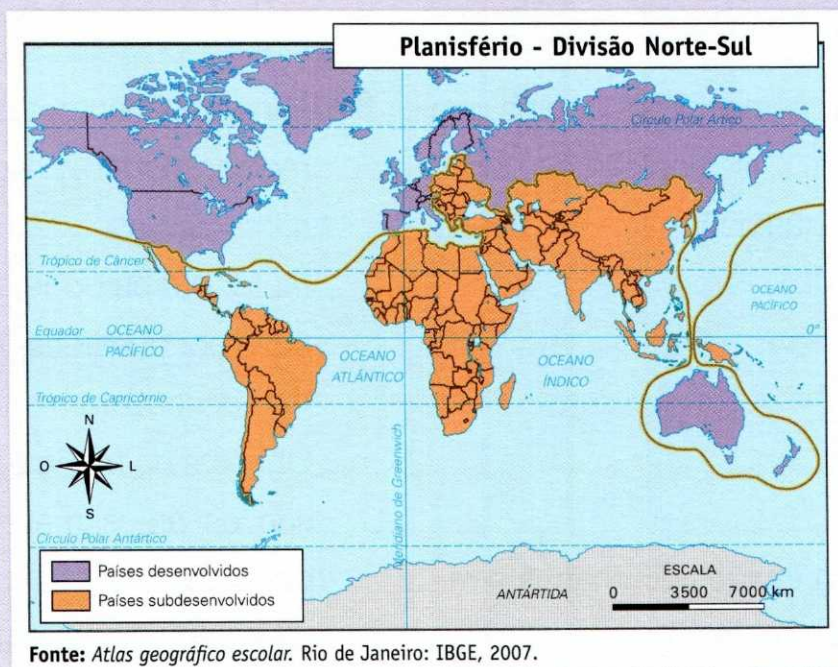 Planisfério - Divisão Norte-Sul
Círculo Polar Ártico
Trópico de Câncer
OCEANO
PACÍFICO
Equador
OCEANO
PACÍFICO
OCEANO
ATLÂNTICO
OCEANO
ÍNDICO
0°
Trópico de Capricórnio
N
O
L
S
Meridiano de Greenwich
Círculo Polar Antártico
Países desenvolvidos
Países subdesenvolvidos
ANTÁRTIDA
ESCALA
0 3500 7000 km
Fonte: Atlas geográfico escolar. Rio de Janeiro: IBGE, 2007.